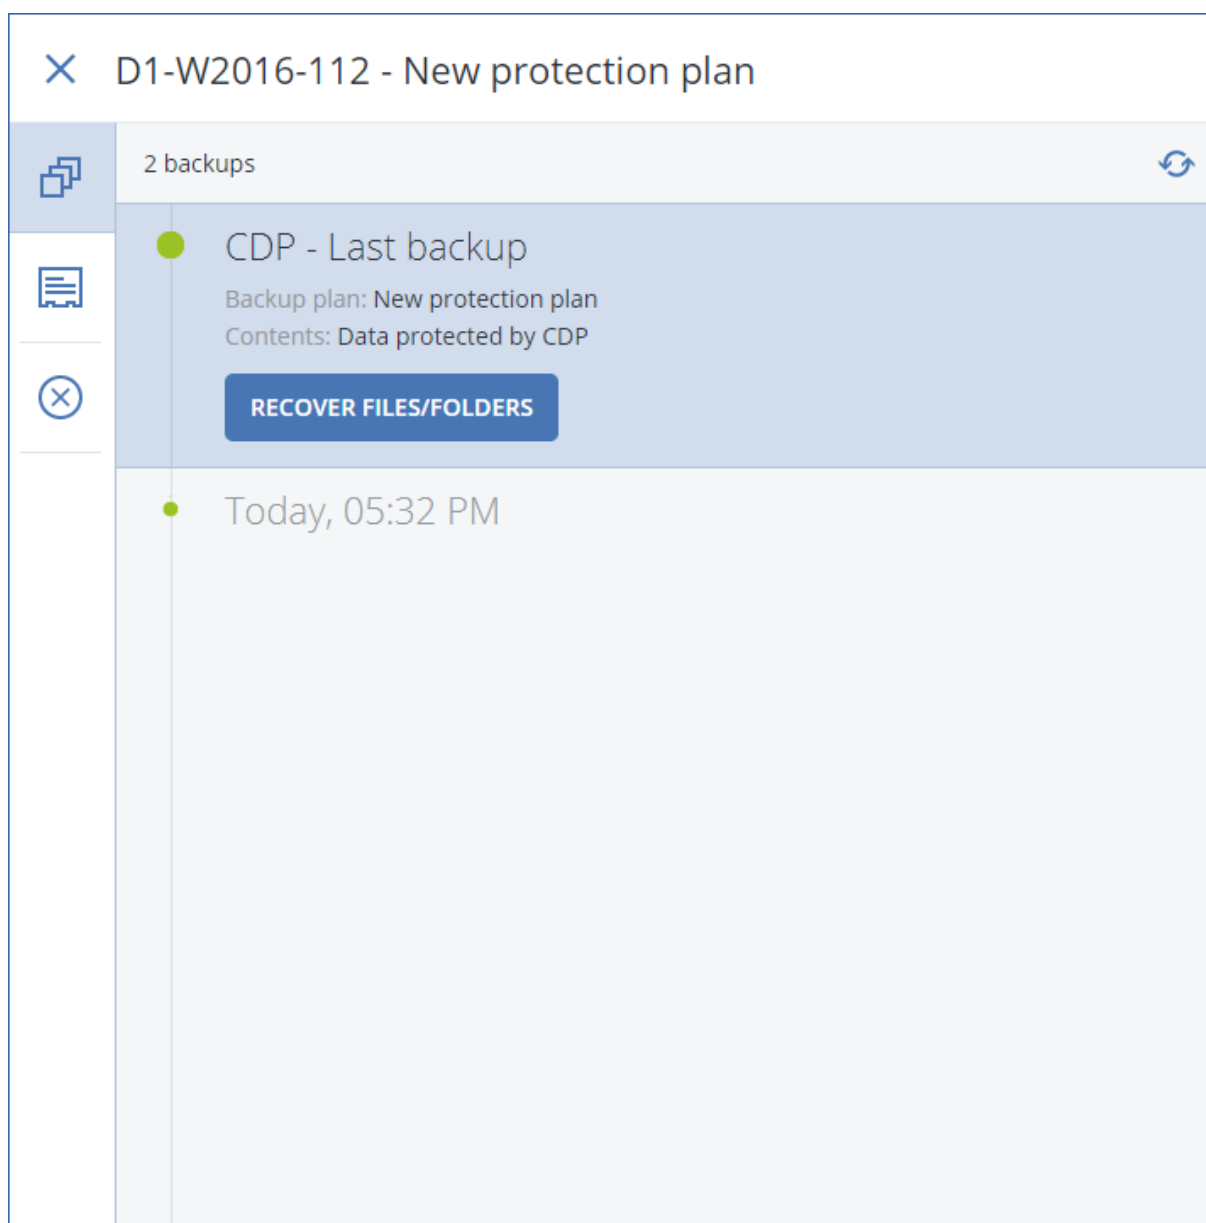 D1-W2016-112 - New protection plan
2 backups
CDP - Last backup
Backup plan: New protection plan
Contents: Data protected by CDP
RECOVER FILES/FOLDERS
Today, 05:32 PM